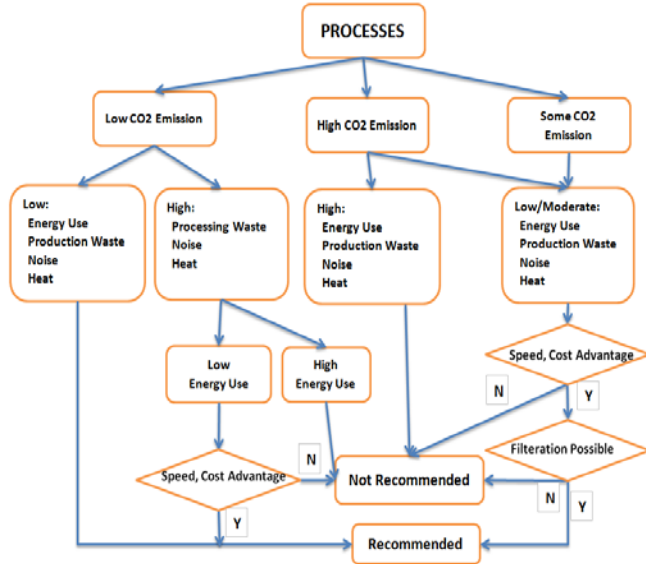 PROCESSES
Low CO2 Emission
High CO2 Emission
Some CO2
Emission
Low:
Energy Use
Production Waste
Noise
Heat
High:
Processing Waste
Noise
Heat
High:
Energy Use
Production Waste
Noise
Heat
Low/Moderate:
Energy Use
Production Waste
Noise
Heat
Low
Energy Use
High
Energy Use
Speed, Cost Advantage
N
Y
Filteration Possible
Speed, Cost Advantage
N
Not Recommended
N
Y
Y
Recommended